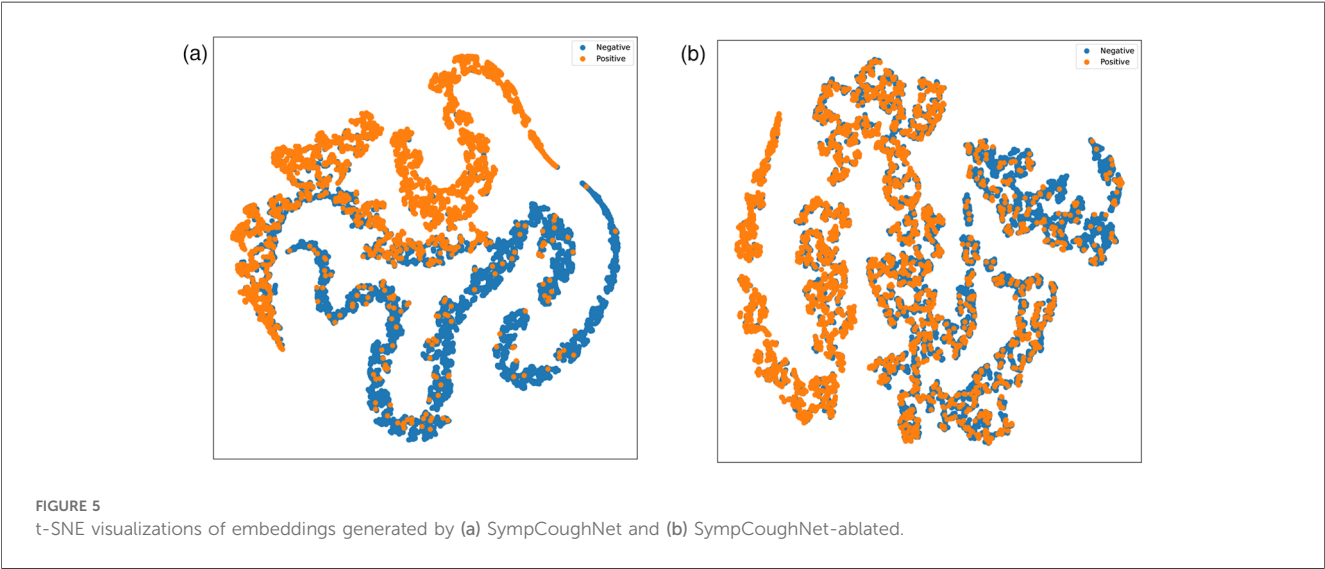 (a)
Negative
Positive
(b)
Negative
Positive
FIGURE 5
t-SNE visualizations of embeddings generated by (a) SympCoughNet and (b) SympCoughNet-ablated.